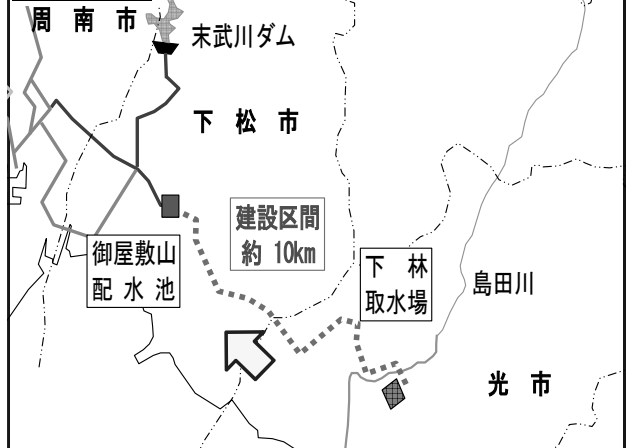 周南市
末武川ダム
下松市
建設区間
約 10km
御屋敷山
配水池
下林
取水場
島田川
光市